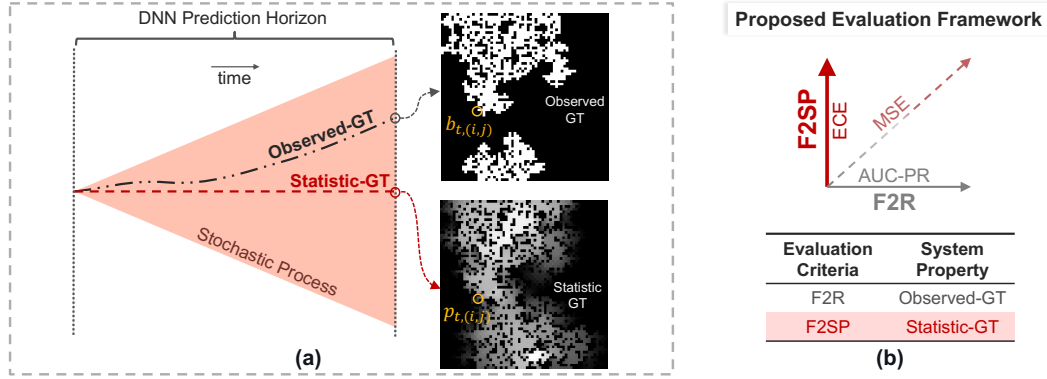 DNN Prediction Horizon
time
Observed-GT
Statistic-GT
Stochastic Process
Observed
GT
b_{t,(i,j)}
Statistic
GT
p_{t,(i,j)}
(a)
Proposed Evaluation Framework
F2SP
ECE
MSE
AUC-PR
F2R
Evaluation Criteria System Property
F2R Observed-GT
F2SP Statistic-GT
(b)